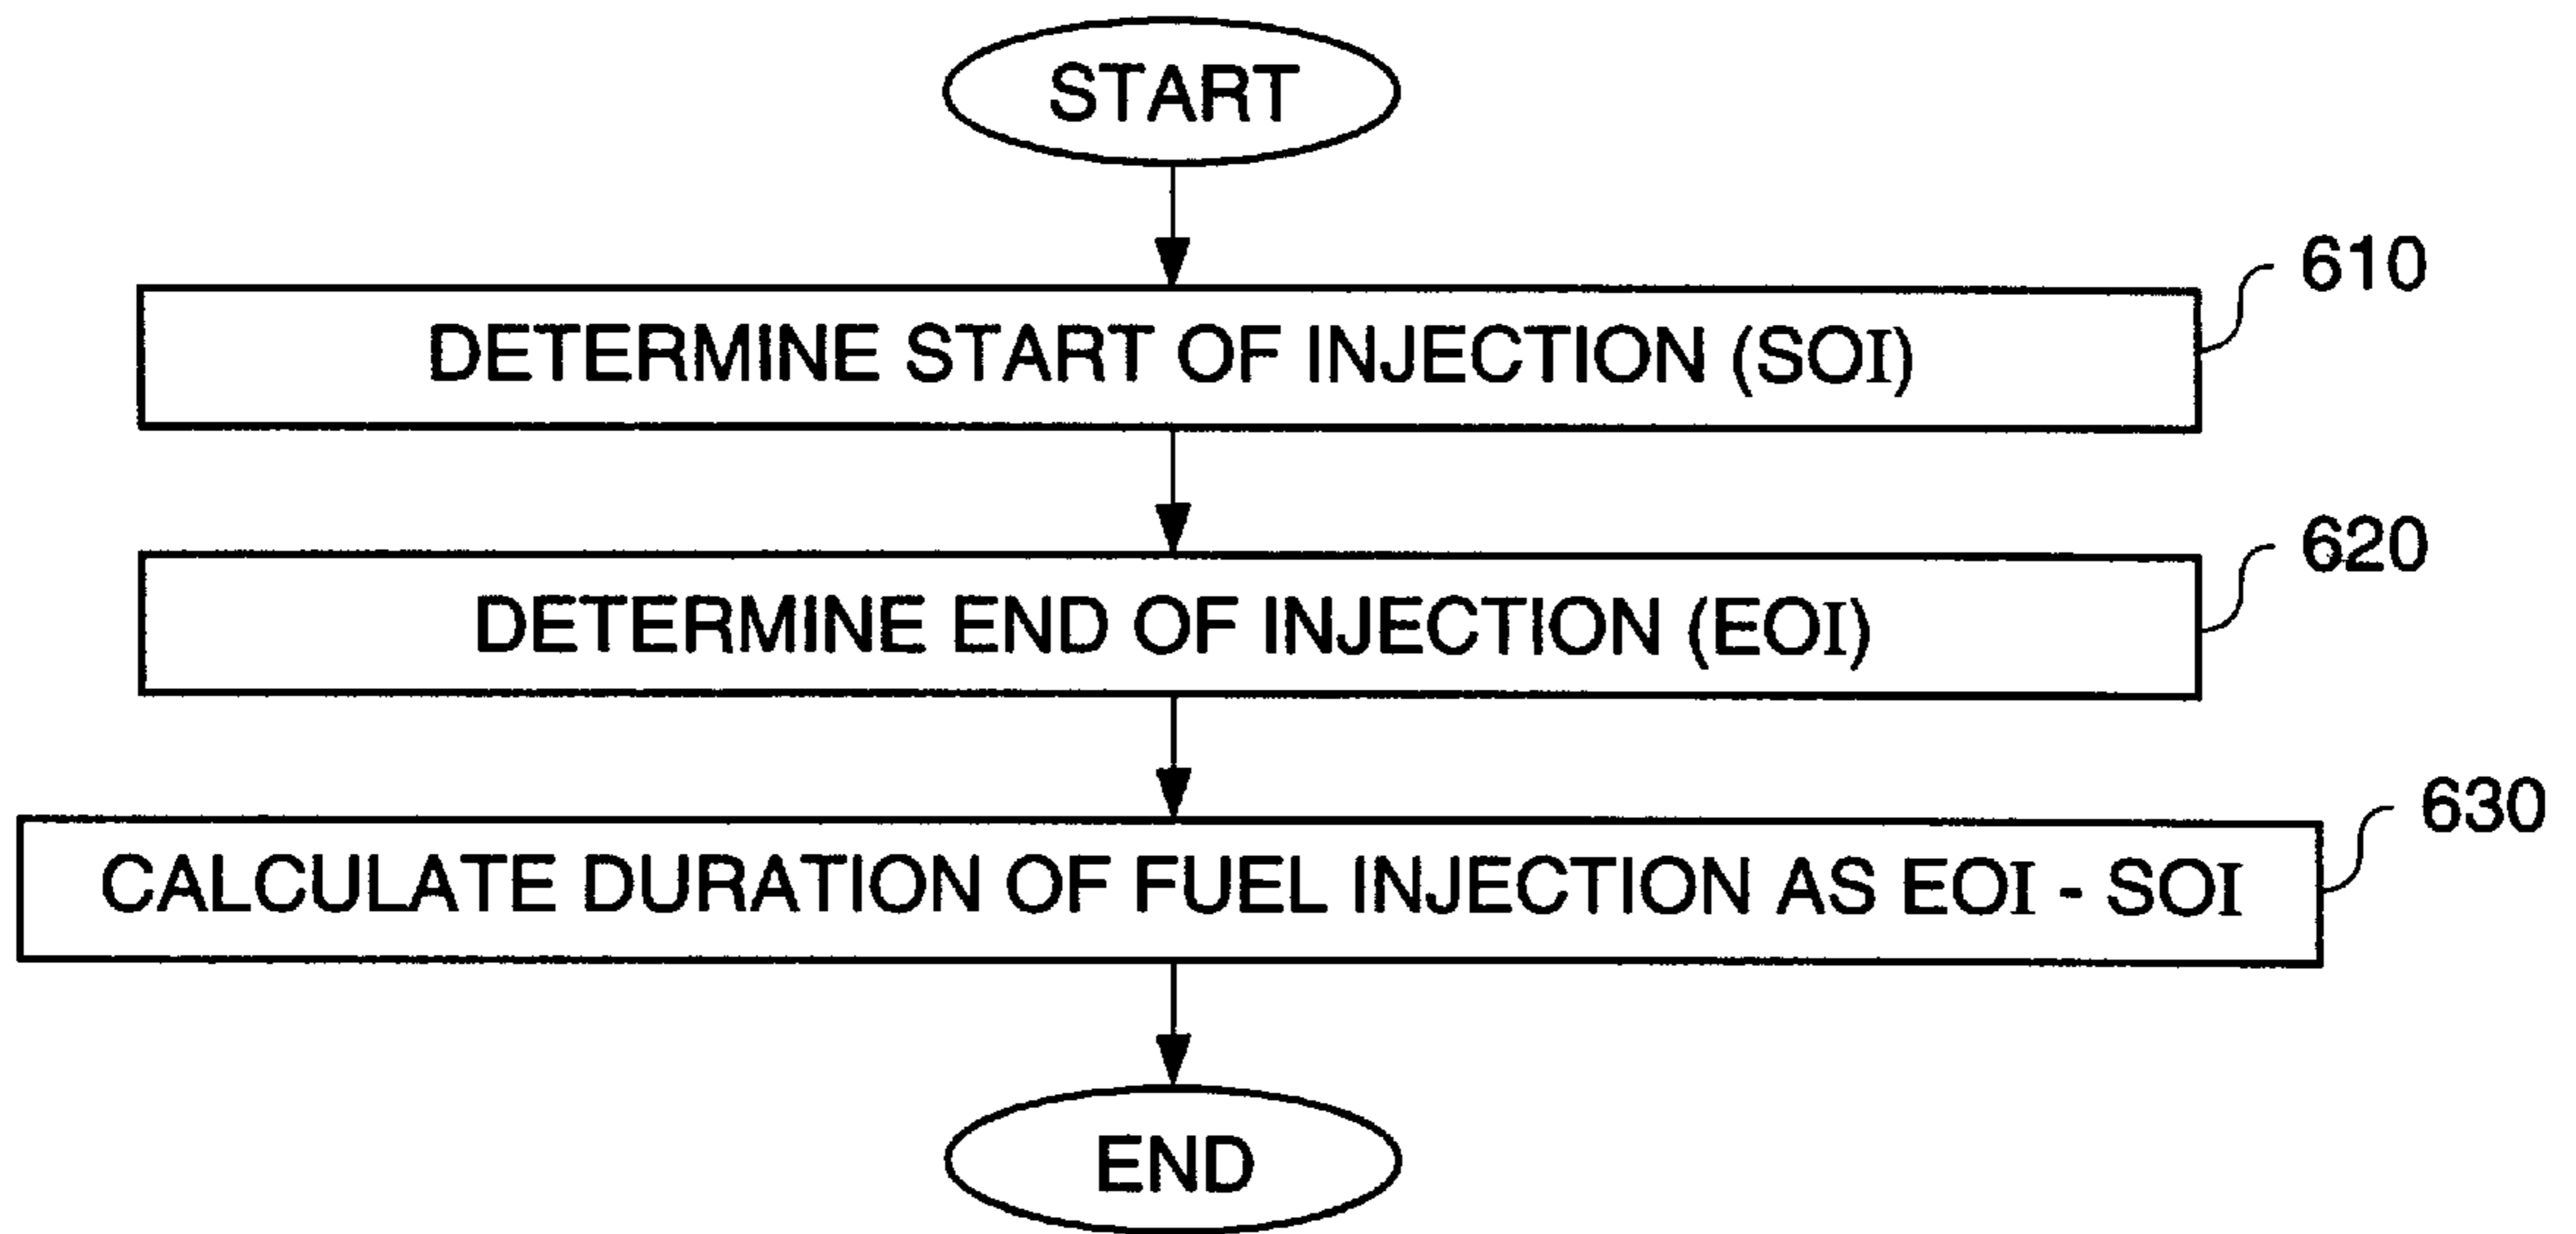 START
610
DETERMINE START OF INJECTION (SOI)
620
DETERMINE END OF INJECTION (EOI)
630
CALCULATE DURATION OF FUEL INJECTION AS EOI - SOI
END